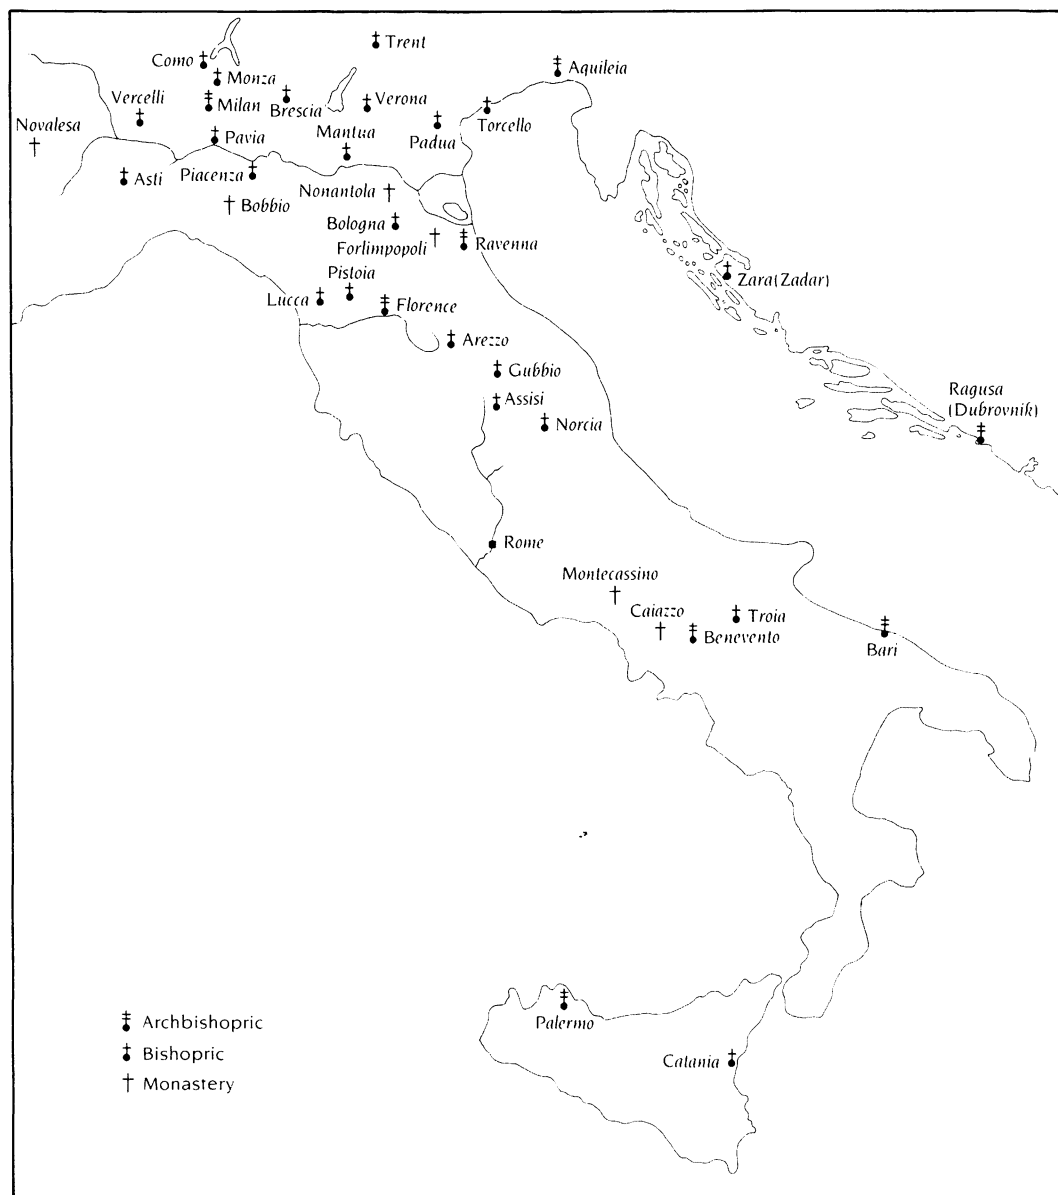 Trent
Como
Aquileia
Monza
Vercelli
Milan
Brescia
Verona
Torcello
Novalesa
Pavia
Mantua
Padua
Asti
Piacenza
Nonantola
Bobbio
Bologna
Forlimpopoli
Ravenna
Pistoia
Zara(Zadar)
Lucca
Florence
Arezzo
Gubbio
Assisi
Ragusa
(Dubrovnik)
Norcia
Rome
Montecassino
Caiazzo
Troia
Benevento
Bari
Palermo
Catania
Archbishopric
Bishopric
Monastery